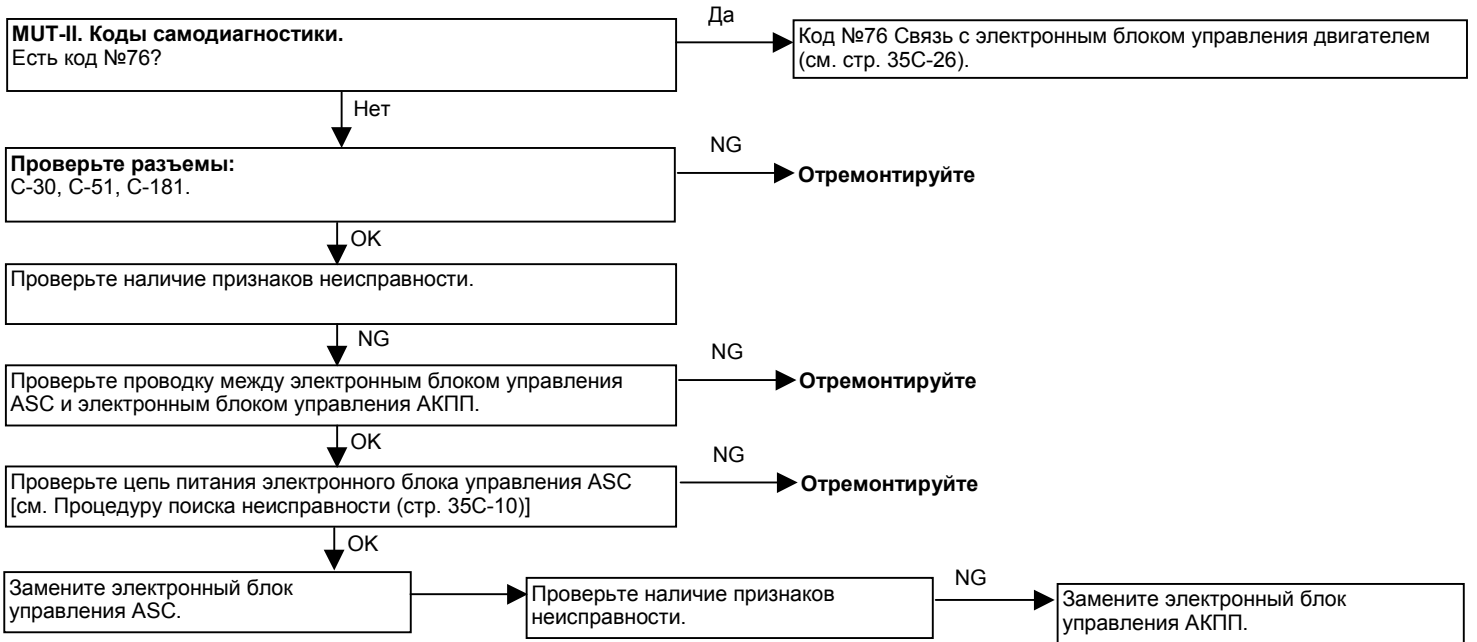 MUT-II. Коды самодиагностики.
Есть код №76?
Да
Код №76 Связь с электронным блоком управления двигателем
(см. стр. 35С-26).
Нет
Проверьте разъемы:
С-30, С-51, С-181.
NG
Отремонтируйте
OK
Проверьте наличие признаков неисправности.
NG
Проверьте проводку между электронным блоком управления
ASC и электронным блоком управления АКПП.
NG
Отремонтируйте
OK
Проверьте цепь питания электронного блока управления ASC
[см. Процедуру поиска неисправности (стр. 35С-10)]
NG
Отремонтируйте
OK
Замените электронный блок
управления ASC.
Проверьте наличие признаков
неисправности.
NG
Замените электронный блок
управления АКПП.